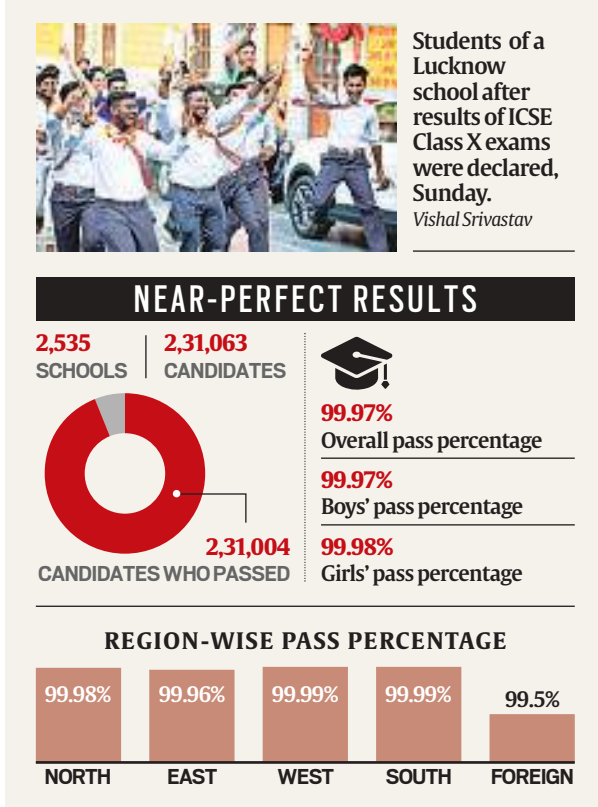 Students of a
Lucknow
school after
results of ICSE
Class X exams
were declared,
Sunday.
Vishal Srivastav
NEAR-PERFECT RESULTS
2,535
SCHOOLS
2,31,063
CANDIDATES
2,31,004
CANDIDATES WHO PASSED
99.97%
Overall pass percentage
99.97%
Boys' pass percentage
99.98%
Girls' pass percentage
REGION-WISE PASS PERCENTAGE
99.98%
99.96%
99.99%
99.99%
99.5%
NORTH
EAST
WEST
SOUTH
FOREIGN